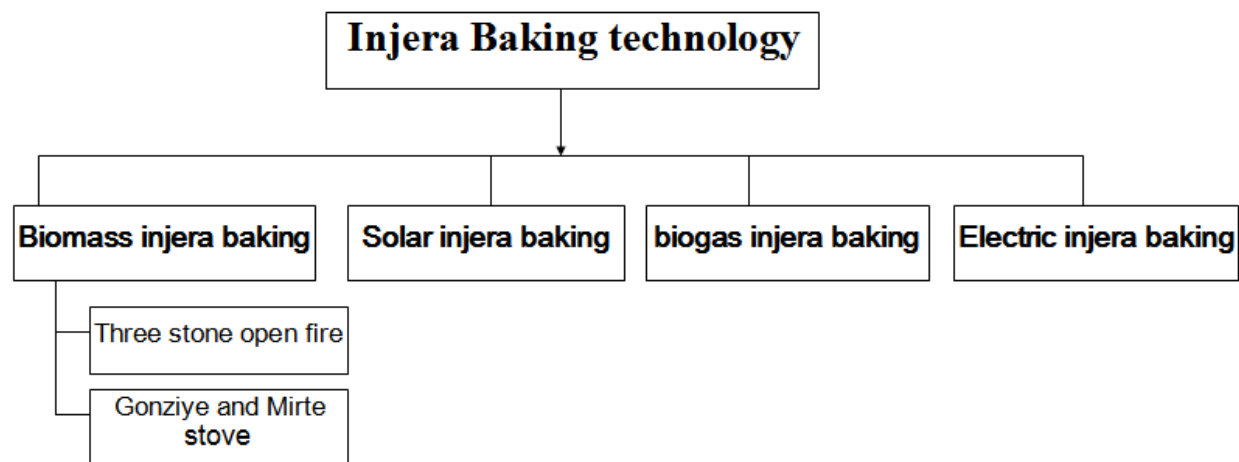 Injera Baking technology
Biomass injera baking
Solar injera baking
biogas injera baking
Electric injera baking
Three stone open fire
Gonziye and Mirte
stove